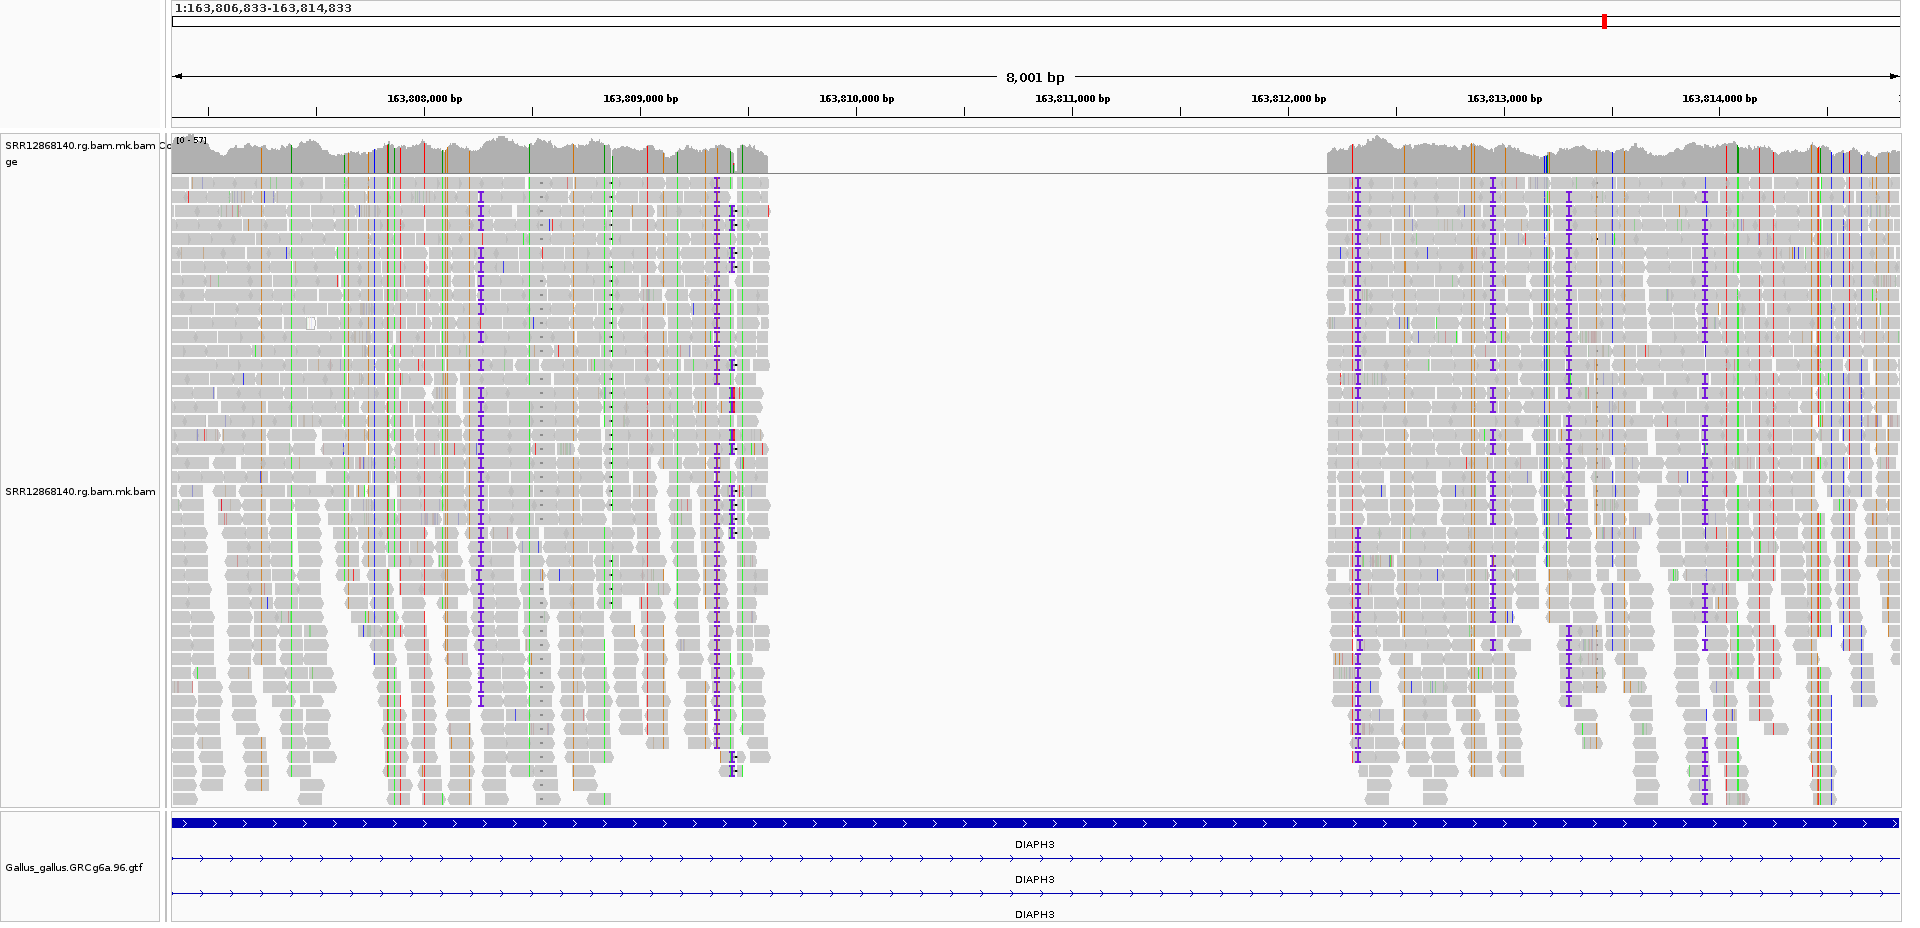 1:163,806,833-163,814,833
8,001 bp
163,808,000 bp 163,809,000 bp 163,810,000 bp 163,811,000 bp 163,812,000 bp 163,813,000 bp 163,814,000 bp
SRR12868140.rg.bam.mk.bam Co
ge
[0 - 57]
SRR12868140.rg.bam.mk.bam
Gallus_gallus.GRCg6a.96.gtf
DIAPH3
DIAPH3
DIAPH3